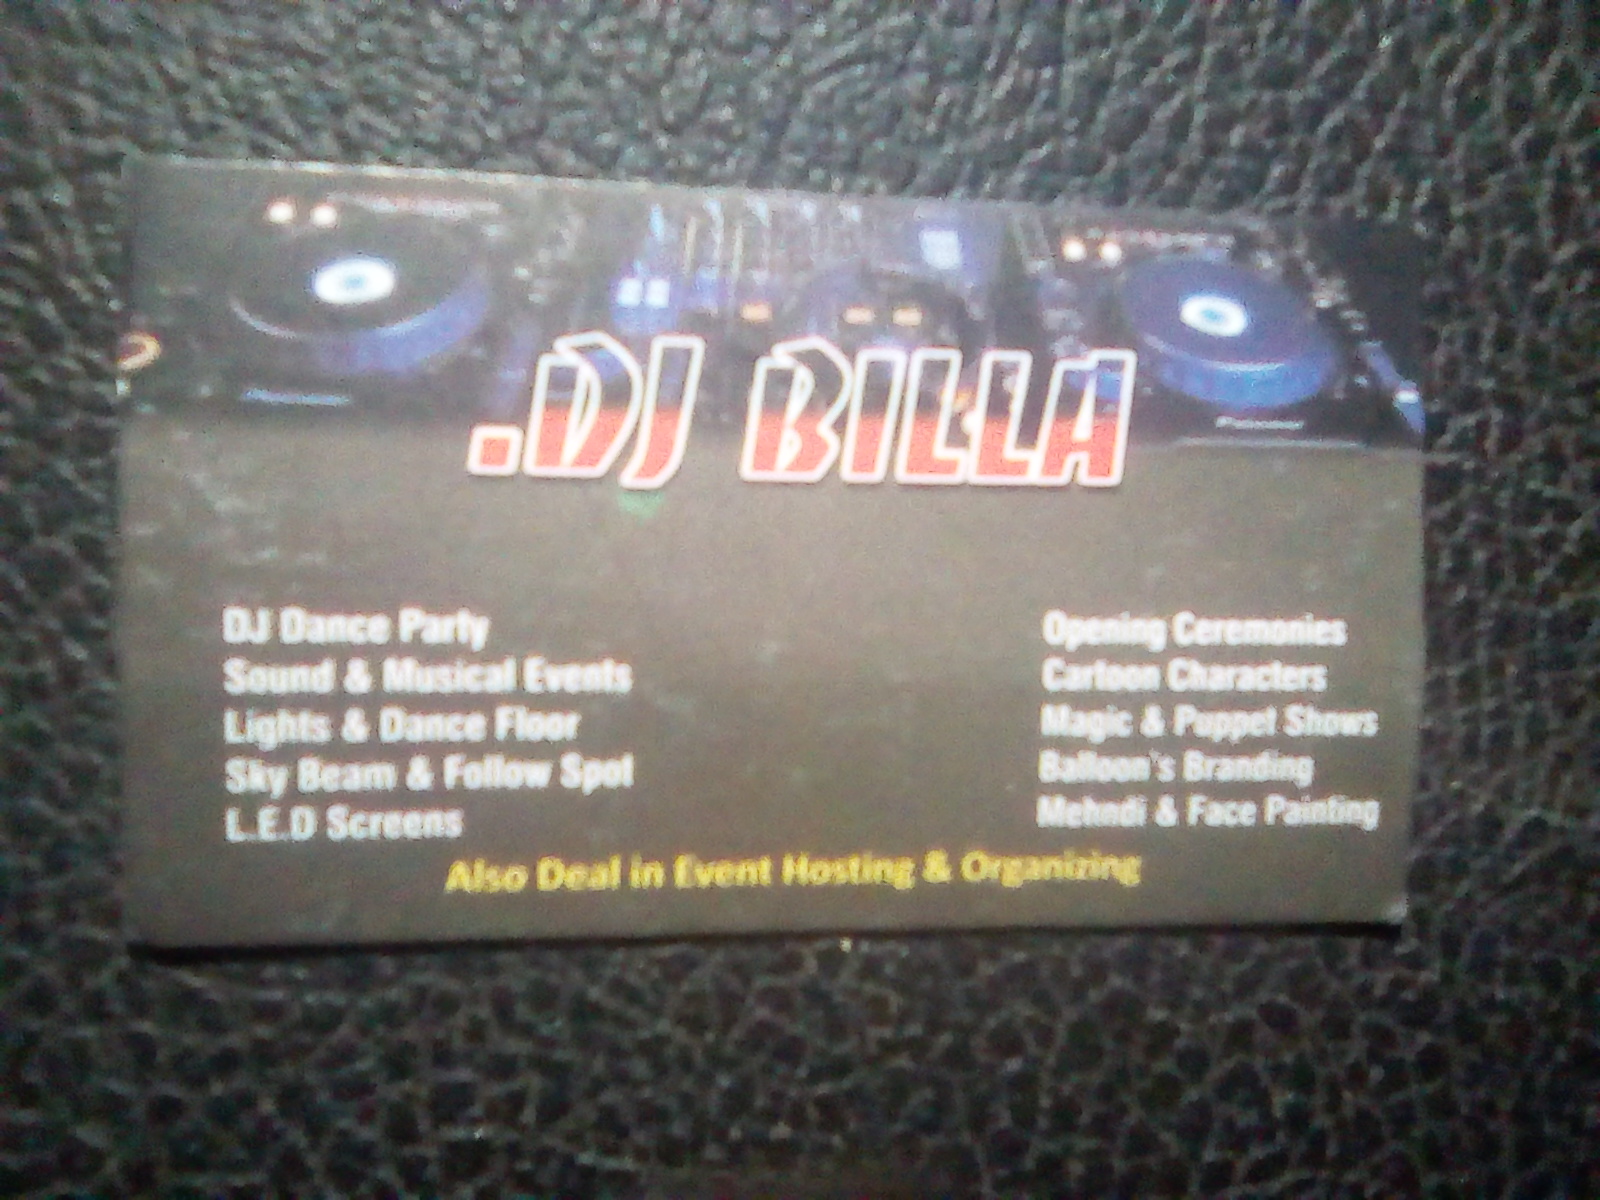 .DJ BILLA
DJ Dance Party
Sound & Musical Events
Lights & Dance Floor
Sky Beam & Follow Spot
L.E.D Screens
Opening Ceremonies
Cartoon Characters
Magic & Puppet Shows
Balloon's Branding
Mehndi & Face Painting
Also Deal in Event Hosting & Organizing